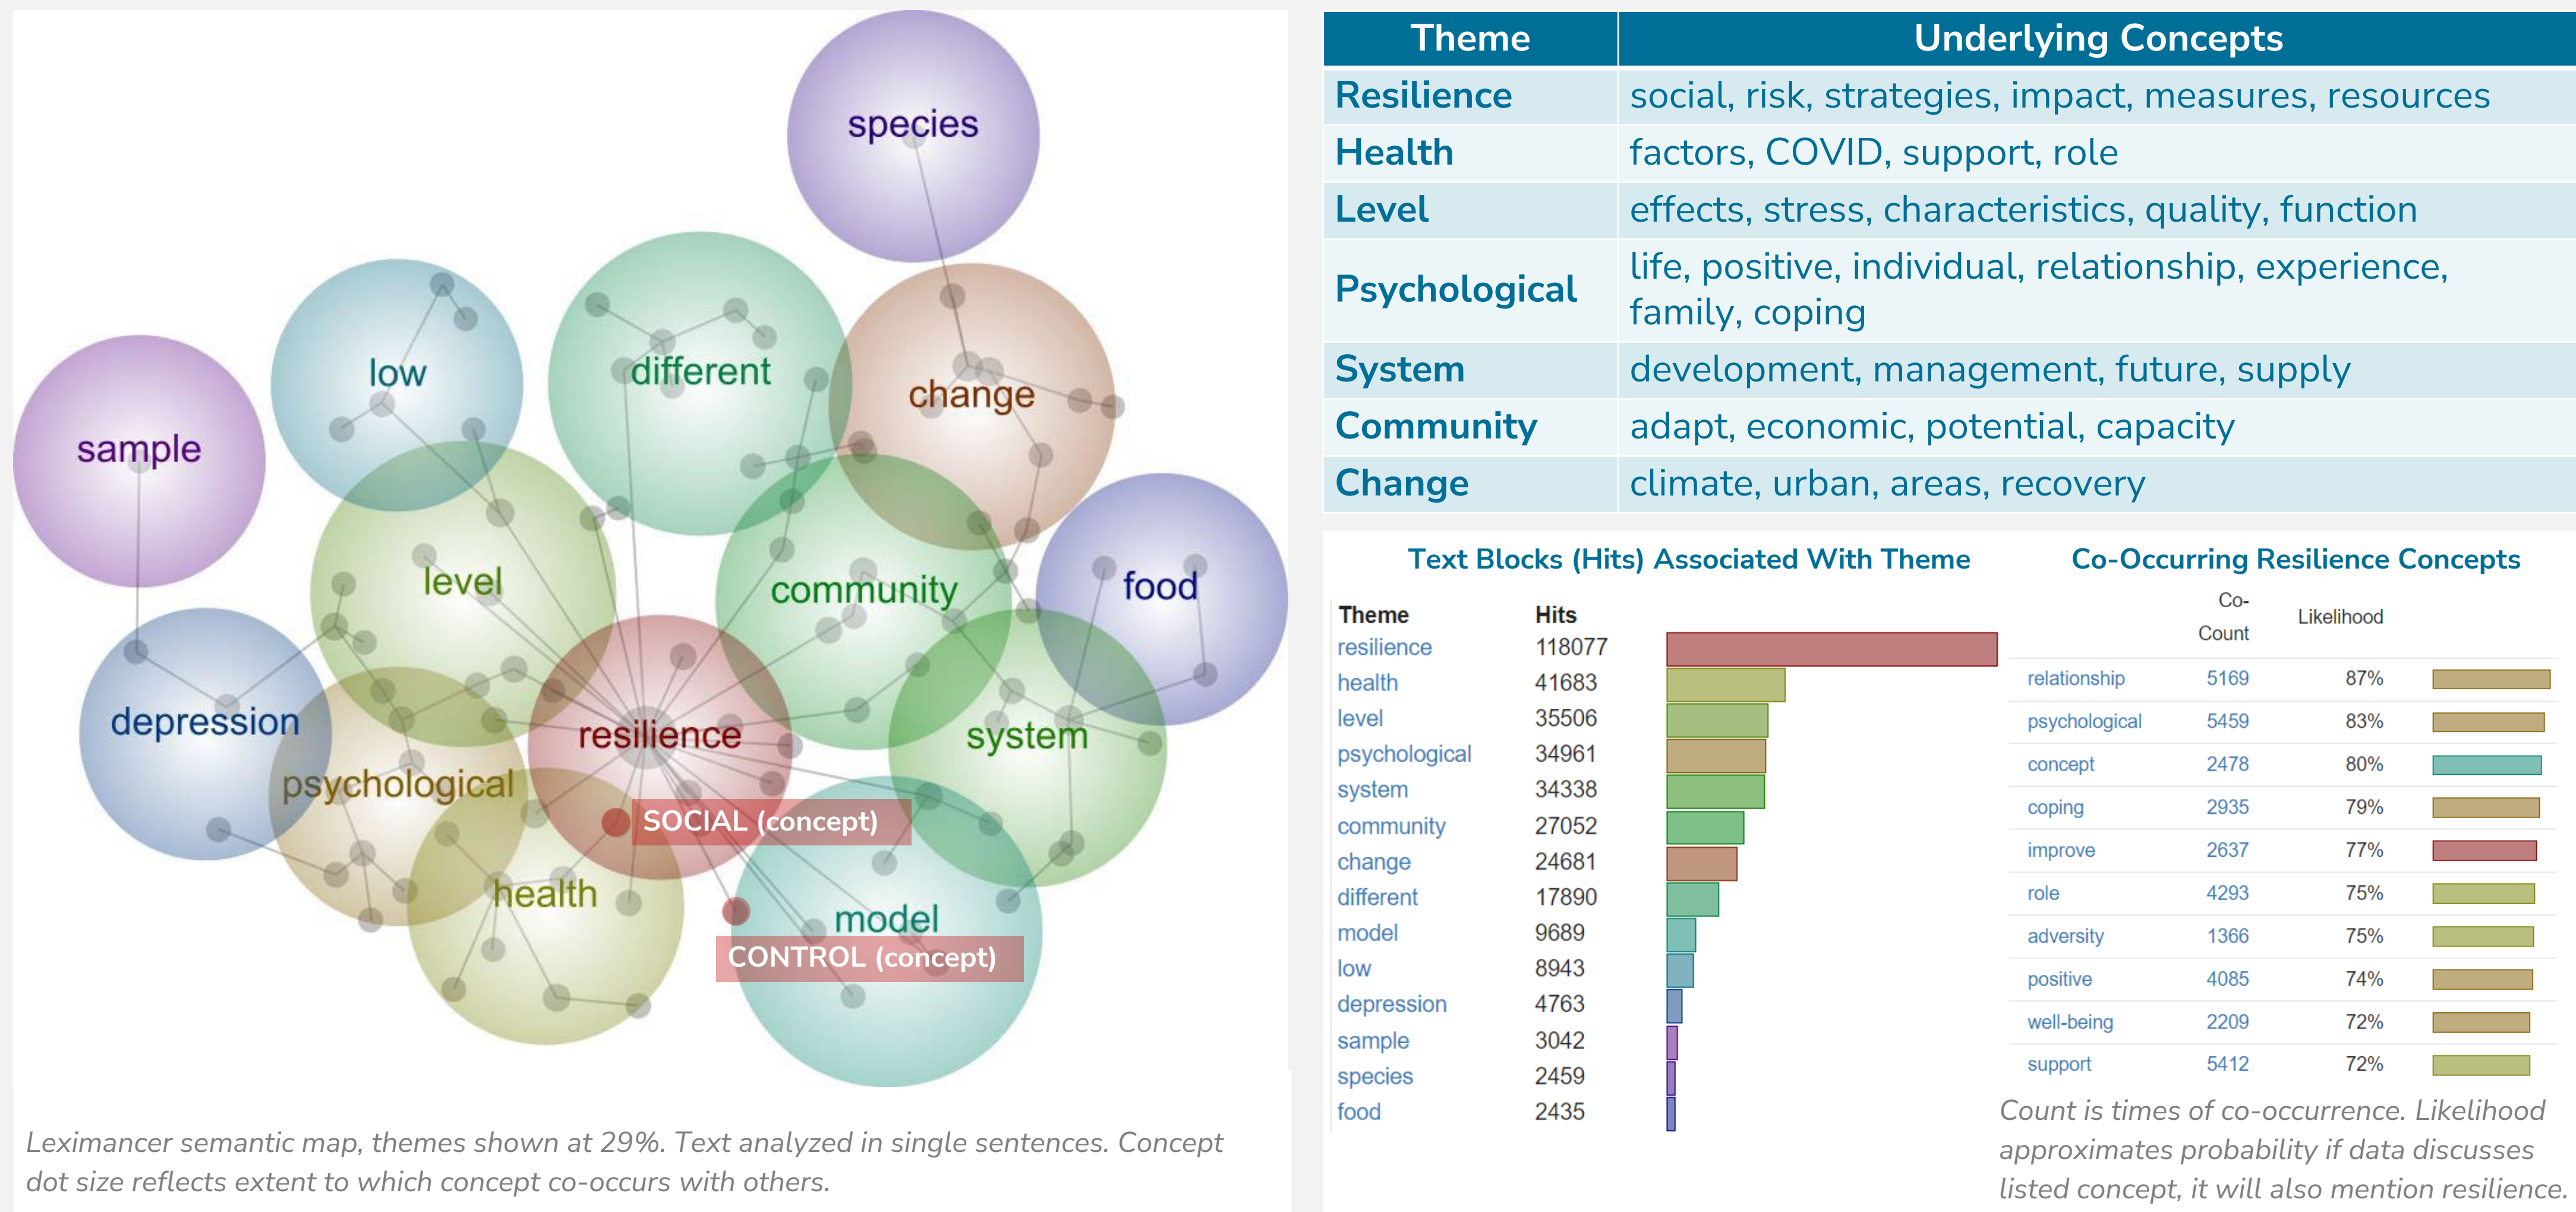 species
low
different
change
sample
level
community
food
depression
resilience
system
psychological
SOCIAL (concept)
health
model
CONTROL (concept)
Leximancer semantic map, themes shown at 29%. Text analyzed in single sentences. Concept
dot size reflects extent to which concept co-occurs with others.
Theme Underlying Concepts
Resilience social, risk, strategies, impact, measures, resources
Health factors, COVID, support, role
Level effects, stress, characteristics, quality, function
Psychological life, positive, individual, relationship, experience,
family, coping
System development, management, future, supply
Community adapt, economic, potential, capacity
Change climate, urban, areas, recovery
Text Blocks (Hits) Associated With Theme
Theme Hits
resilience 118077
health 41683
level 35506
psychological 34961
system 34338
community 27052
change 24681
different 17890
model 9689
low 8943
depression 4763
sample 3042
species 2459
food 2435
Co-Occurring Resilience Concepts
Co-
Count Likelihood
relationship 5169 87%
psychological 5459 83%
concept 2478 80%
coping 2935 79%
improve 2637 77%
role 4293 75%
adversity 1366 75%
positive 4085 74%
well-being 2209 72%
support 5412 72%
Count is times of co-occurrence. Likelihood
approximates probability if data discusses
listed concept, it will also mention resilience.